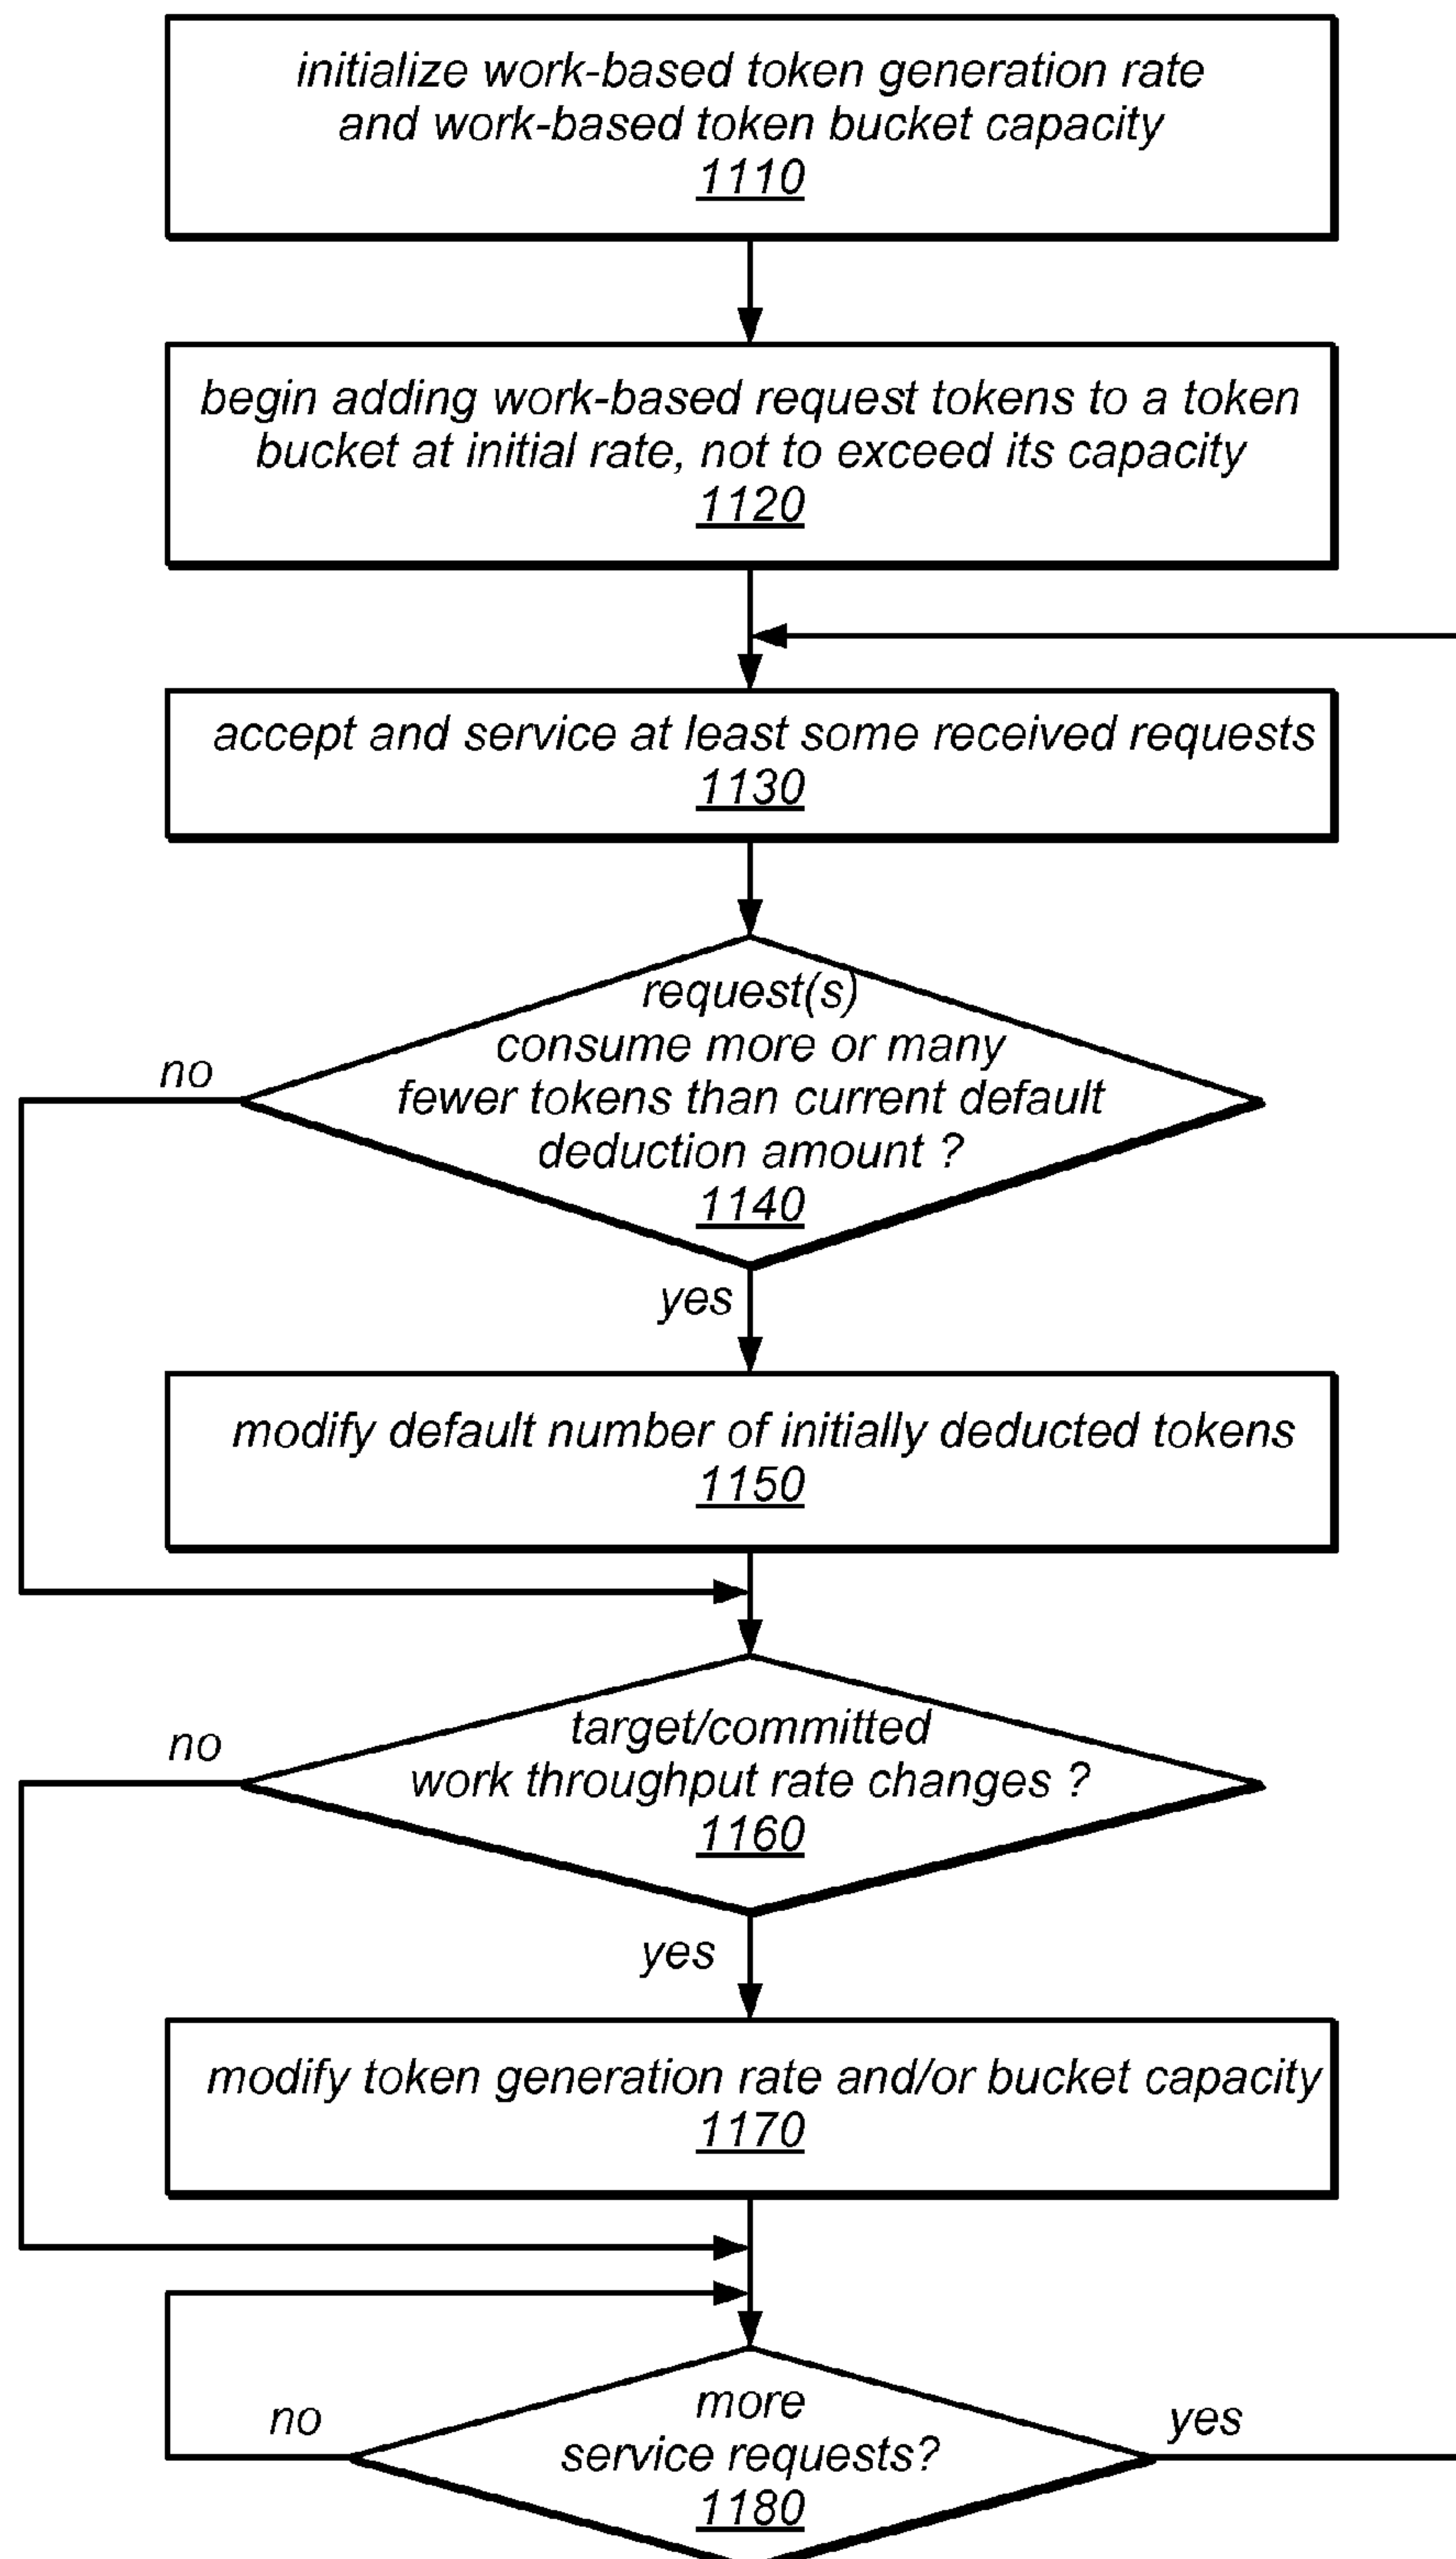 initialize work-based token generation rate
and work-based token bucket capacity
1110
begin adding work-based request tokens to a token
bucket at initial rate, not to exceed its capacity
1120
accept and service at least some received requests
1130
request(s)
consume more or many
fewer tokens than current default
deduction amount ?
1140
no
yes
modify default number of initially deducted tokens
1150
target/committed
work throughput rate changes ?
1160
no
yes
modify token generation rate and/or bucket capacity
1170
more
service requests?
1180
no
yes